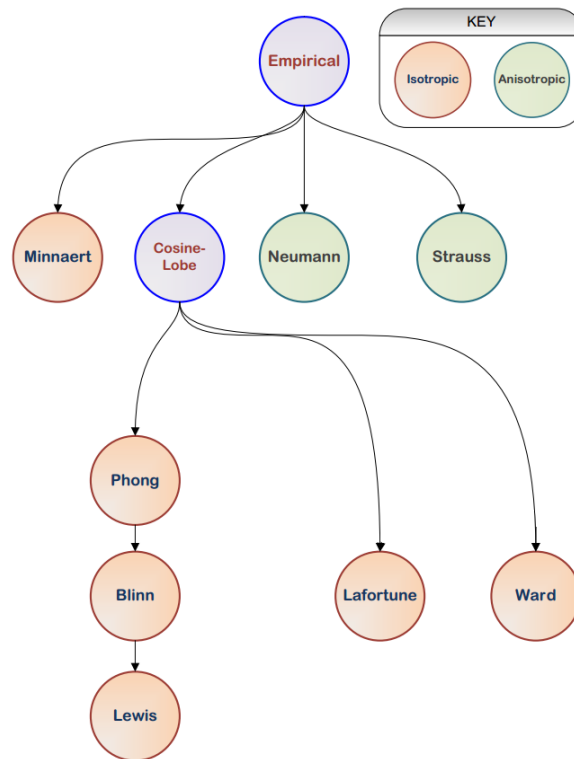 KEY
Empirical
Isotropic
Anisotropic
Minnaert
Cosine-
Lobe
Neumann
Strauss
Phong
Blinn
Lafortune
Ward
Lewis